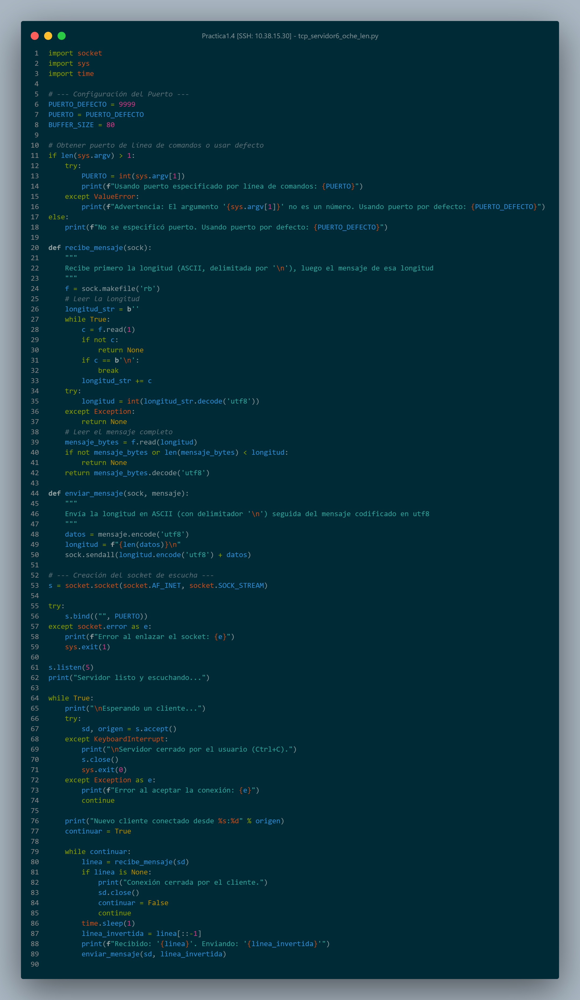 Practica1.4 [SSH: 10.38.15.30] - tcp_servidor6_oche_len.py
1 import socket
2 import sys
3 import time
4
5 # --- Configuración del Puerto ---
6 PUERTO_DEFECTO = 9999
7 PUERTO = PUERTO_DEFECTO
8 BUFFER_SIZE = 80
9
10 # Obtener puerto de línea de comandos o usar defecto
11 if len(sys.argv) > 1:
12     try:
13         PUERTO = int(sys.argv[1])
14         print(f"Usando puerto especificado por línea de comandos: {PUERTO}")
15     except ValueError:
16         print(f"Advertencia: El argumento '{sys.argv[1]}' no es un número. Usando puerto por defecto: {PUERTO_DEFECTO}")
17 else:
18     print(f"No se especificó puerto. Usando puerto por defecto: {PUERTO_DEFECTO}")
19
20 def recibe_mensaje(sock):
21     """
22     Recibe primero la longitud (ASCII, delimitada por '\n'), luego el mensaje de esa longitud
23     """
24     f = sock.makefile('rb')
25     # Leer la longitud
26     longitud_str = b''
27     while True:
28         c = f.read(1)
29         if not c:
30             return None
31         if c == b'\n':
32             break
33         longitud_str += c
34     try:
35         longitud = int(longitud_str.decode('utf8'))
36     except Exception:
37         return None
38     # Leer el mensaje completo
39     mensaje_bytes = f.read(longitud)
40     if not mensaje_bytes or len(mensaje_bytes) < longitud:
41         return None
42     return mensaje_bytes.decode('utf8')
43
44 def enviar_mensaje(sock, mensaje):
45     """
46     Envía la longitud en ASCII (con delimitador '\n') seguida del mensaje codificado en utf8
47     """
48     datos = mensaje.encode('utf8')
49     longitud = f"{len(datos)}\n"
50     sock.sendall(longitud.encode('utf8') + datos)
51
52 # --- Creación del socket de escucha ---
53 s = socket.socket(socket.AF_INET, socket.SOCK_STREAM)
54
55 try:
56     s.bind(("", PUERTO))
57 except socket.error as e:
58     print(f"Error al enlazar el socket: {e}")
59     sys.exit(1)
60
61 s.listen(5)
62 print("Servidor listo y escuchando...")
63
64 while True:
65     print("\nEsperando un cliente...")
66     try:
67         sd, origen = s.accept()
68     except KeyboardInterrupt:
69         print("\nServidor cerrado por el usuario (Ctrl+C).")
70         s.close()
71         sys.exit(0)
72     except Exception as e:
73         print(f"Error al aceptar la conexión: {e}")
74         continue
75
76     print("Nuevo cliente conectado desde %s:%d" % origen)
77     continuar = True
78
79     while continuar:
80         linea = recibe_mensaje(sd)
81         if linea is None:
82             print("Conexión cerrada por el cliente.")
83             sd.close()
84             continuar = False
85             continue
86         time.sleep(1)
87         linea_invertida = linea[::-1]
88         print(f"Recibido: '{linea}'. Enviando: '{linea_invertida}'")
89         enviar_mensaje(sd, linea_invertida)
90